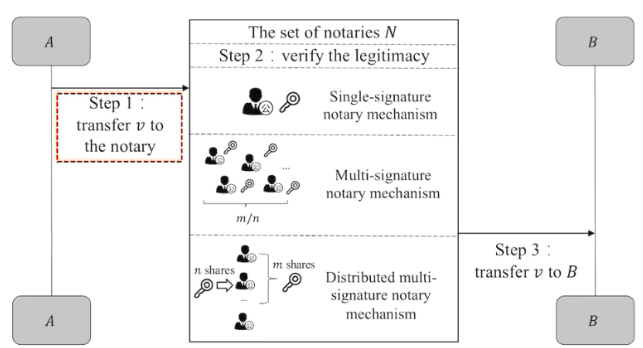 A
The set of notaries N
B
Step 2 : verify the legitimacy
Step 1 :
transfer v to
the notary
Single-signature
notary mechanism
Multi-signature
notary mechanism
...
m/n
Step 3 :
transfer v to B
n shares
m shares
Distributed multi-
signature notary
mechanism
...
A
B